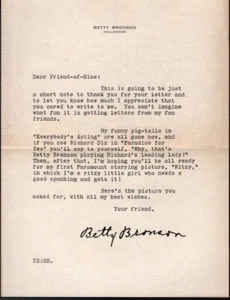 BETTY BRONSON
HOLLYWOOD
Dear Friend-of-Mine:
This is going to be just
a short note to thank you for your letter and
to let you know how much I appreciate that
you cared to write to me. You can't imagine
what fun it is getting letters from my fan
friends.
My funny pig-tails in
"Everybody's Acting" are all gone now, and
if you see Richard Dix in "Paradise for
Two" you'll say to yourself, "Why, that's
Betty Bronson playing Richard's leading lady!"
Then, after that, I'm hoping you'll be all ready
for my first Paramount starring picture, "Ritzy,"
in which I'm a ritzy little girl who needs a
good spanking and gets it!
Here's the picture you
asked for, with all my best wishes.
Your friend,
Betty Bronson